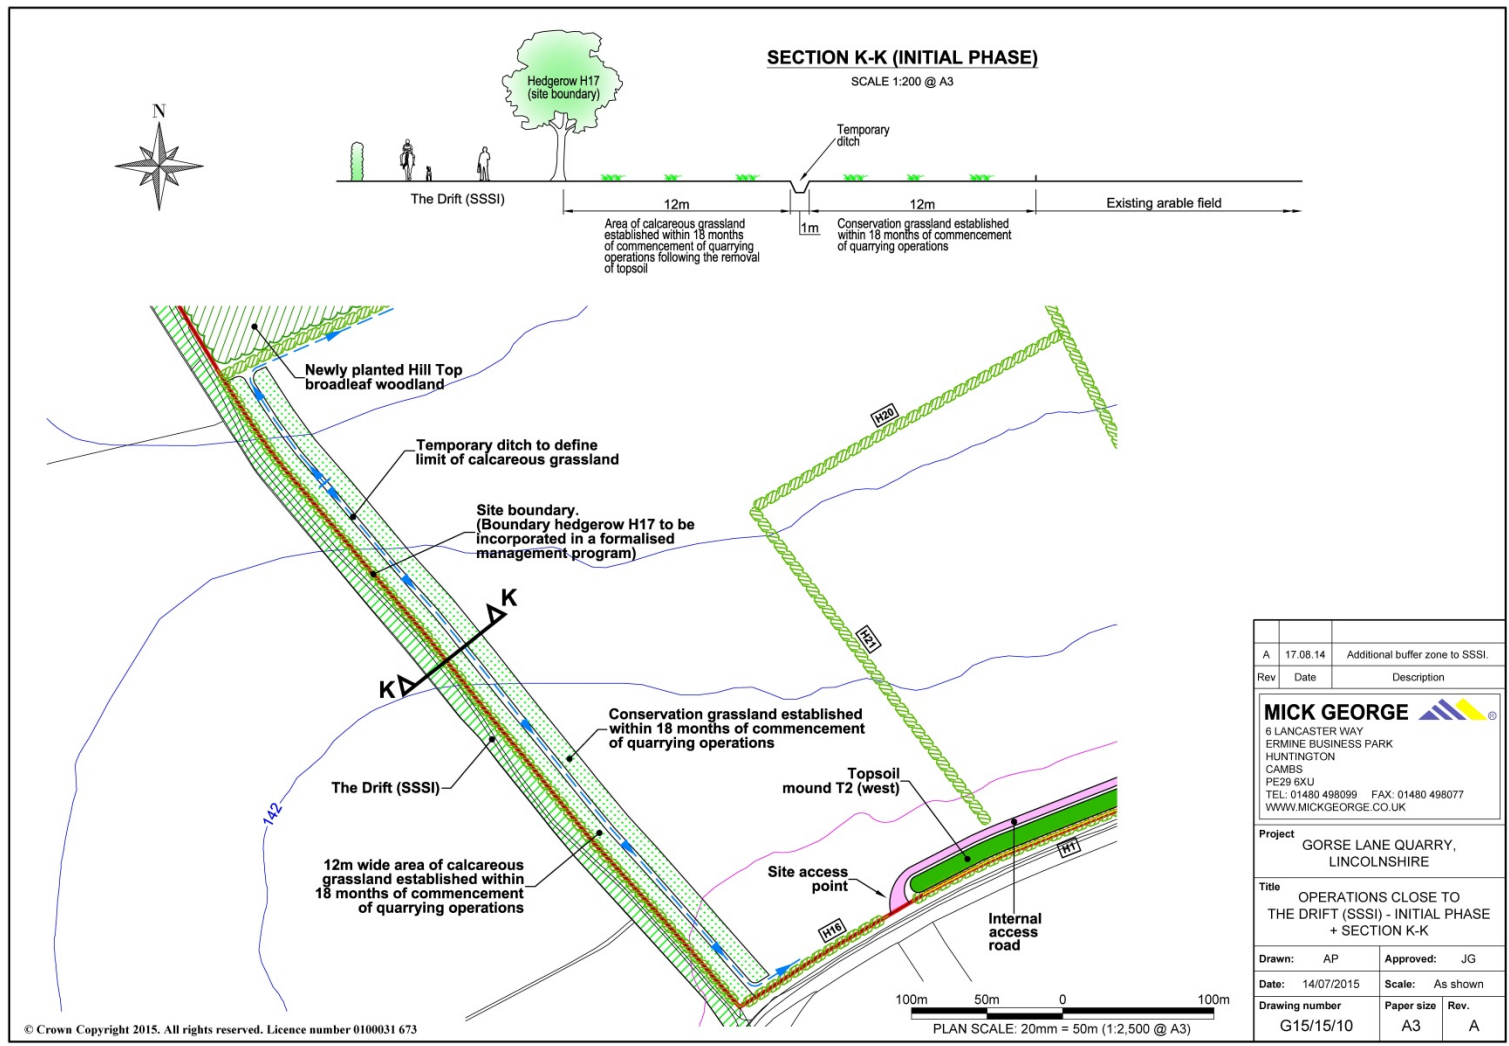 SECTION K-K (INITIAL PHASE)
SCALE 1:200 @ A3
N
Hedgerow H17
(site boundary)
Temporary
ditch
The Drift (SSSI)
12m
1m
12m
Existing arable field
Area of calcareous grassland
established within 18 months
of commencement of quarrying
operations following the removal
of topsoil
Conservation grassland established
within 18 months of commencement
of quarrying operations
Newly planted Hill Top
broadleaf woodland
Temporary ditch to define
limit of calcareous grassland
Site boundary.
(Boundary hedgerow H17 to be
incorporated in a formalised
management program)
H20
H21
K
K
Conservation grassland established
within 18 months of commencement
of quarrying operations
The Drift (SSSI)
142
Topsoil
mound T2 (west)
12m wide area of calcareous
grassland established within
18 months of commencement
of quarrying operations
Site access
point
H1
H16
Internal
access
road
100m 50m 0 100m
PLAN SCALE: 20mm = 50m (1:2,500 @ A3)
© Crown Copyright 2015. All rights reserved. Licence number 0100031 673
A 17.08.14 Additional buffer zone to SSSI.
Rev Date Description
MICK GEORGE ®
6 LANCASTER WAY
ERMINE BUSINESS PARK
HUNTINGTON
CAMBS
PE29 6XU
TEL: 01480 498099 FAX: 01480 498077
WWW.MICKGEORGE.CO.UK
Project
GORSE LANE QUARRY,
LINCOLNSHIRE
Title
OPERATIONS CLOSE TO
THE DRIFT (SSSI) - INITIAL PHASE
+ SECTION K-K
Drawn: AP Approved: JG
Date: 14/07/2015 Scale: As shown
Drawing number Paper size Rev.
G15/15/10 A3 A